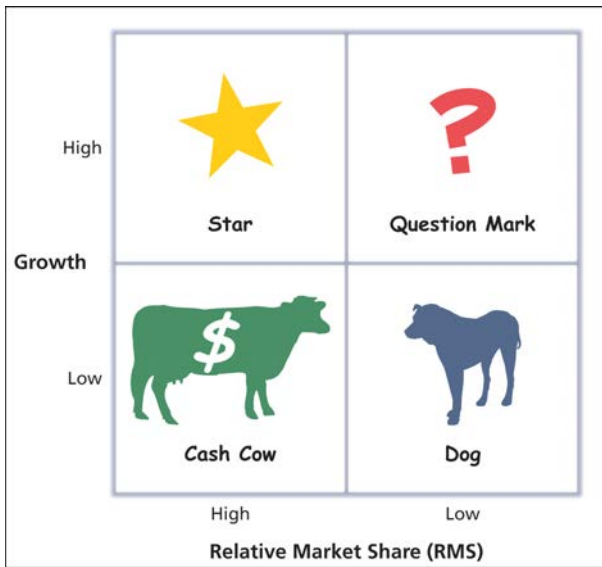 High
Star
Question Mark
Growth
$
Low
Cash Cow
Dog
High
Low
Relative Market Share (RMS)